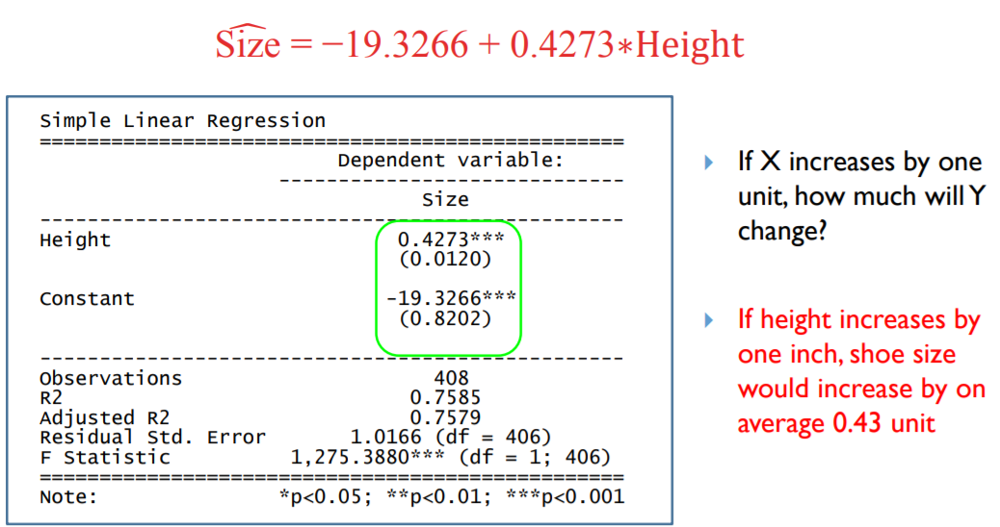 Size = −19.3266 + 0.4273∗Height
Simple Linear Regression
==================================================
Dependent variable:
-----------------------------
Size
--------------------------------------------------
Height 0.4273***
(0.0120)
Constant -19.3266***
(0.8202)
--------------------------------------------------
Observations 408
R2 0.7585
Adjusted R2 0.7579
Residual Std. Error 1.0166 (df = 406)
F Statistic 1,275.3880*** (df = 1; 406)
==================================================
Note: *p<0.05; **p<0.01; ***p<0.001
If X increases by one
unit, how much will Y
change?
If height increases by
one inch, shoe size
would increase by on
average 0.43 unit